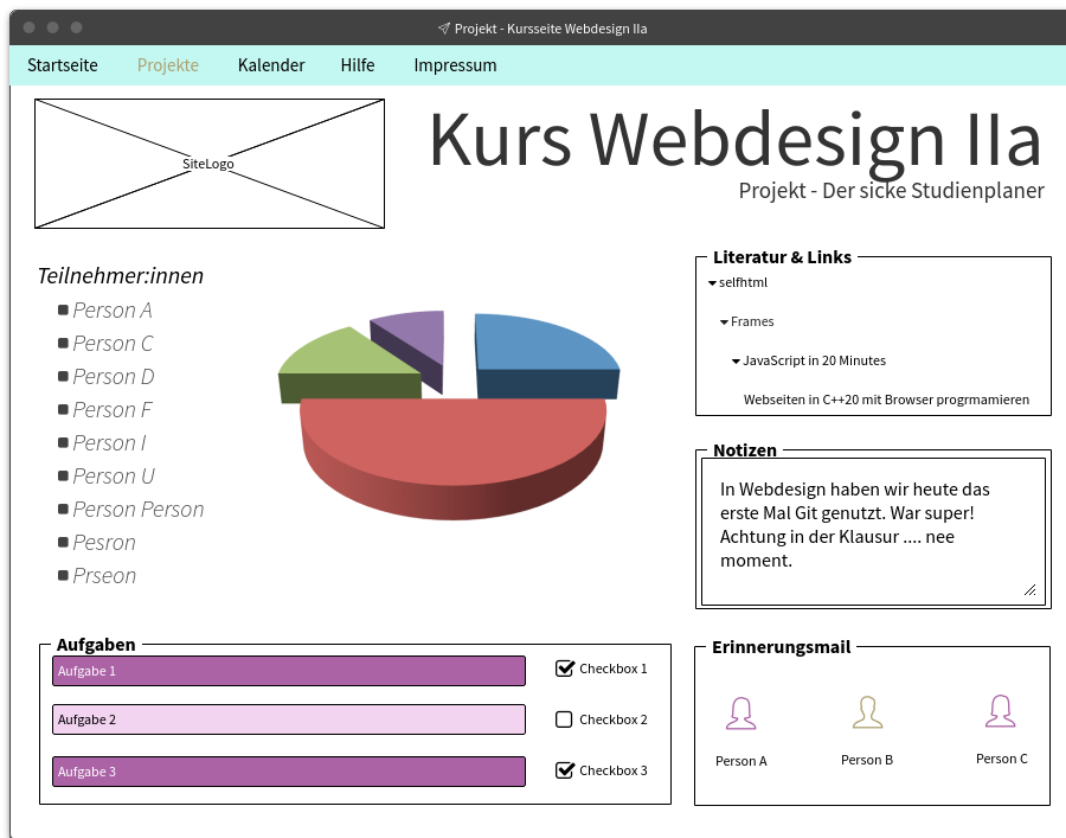 Projekt - Kursseite Webdesign IIa
Startseite Projekte Kalender Hilfe Impressum
SiteLogo
Kurs Webdesign IIa
Projekt - Der sicke Studienplaner
Teilnehmer:innen
Person A
Person C
Person D
Person F
Person I
Person U
Person Person
Pesron
Prseon
Literatur & Links
selfhtml
Frames
JavaScript in 20 Minutes
Webseiten in C++20 mit Browser progrmamieren
Notizen
In Webdesign haben wir heute das
erste Mal Git genutzt. War super!
Achtung in der Klausur .... nee
moment.
Aufgaben
Aufgabe 1 Checkbox 1
Aufgabe 2 Checkbox 2
Aufgabe 3 Checkbox 3
Erinnerungsmail
Person A Person B Person C